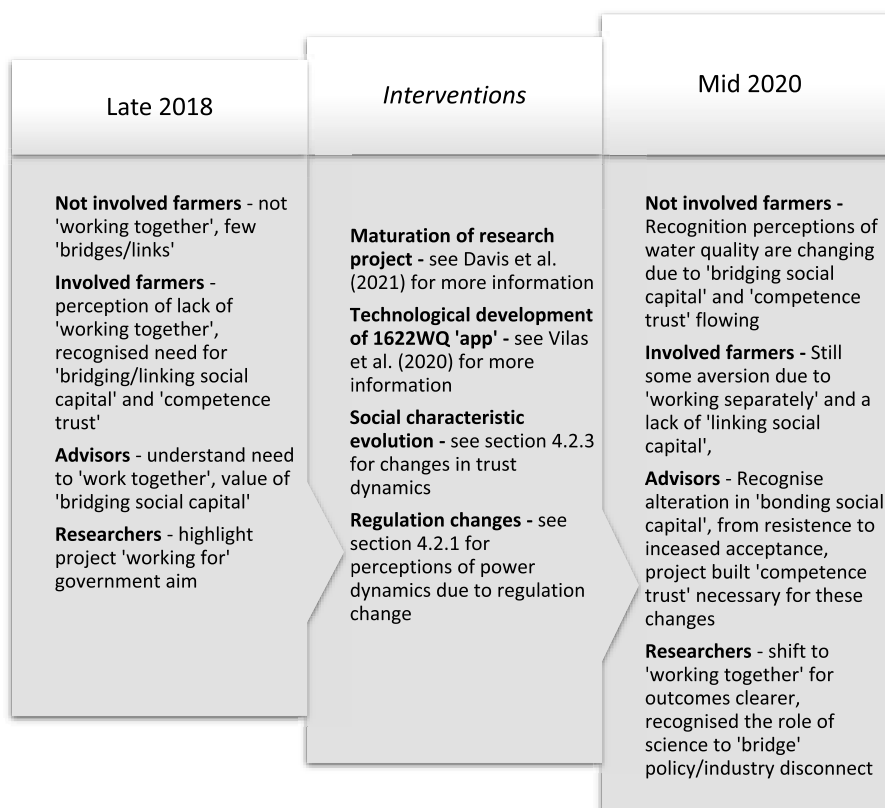 Late 2018
Not involved farmers - not
'working together', few
'bridges/links'
Involved farmers -
perception of lack of
'working together',
recognised need for
'bridging/linking social
capital' and 'competence
trust'
Advisors - understand need
to 'work together', value of
'bridging social capital'
Researchers - highlight
project 'working for'
government aim
Interventions
Maturation of research
project - see Davis et al.
(2021) for more information
Technological development
of 1622WQ 'app' - see Vilas
et al. (2020) for more
information
Social characteristic
evolution - see section 4.2.3
for changes in trust
dynamics
Regulation changes - see
section 4.2.1 for
perceptions of power
dynamics due to regulation
change
Mid 2020
Not involved farmers -
Recognition perceptions of
water quality are changing
due to 'bridging social
capital' and 'competence
trust' flowing
Involved farmers - Still
some aversion due to
'working separately' and a
lack of 'linking social
capital',
Advisors - Recognise
alteration in 'bonding social
capital', from resistence to
inceased acceptance,
project built 'competence
trust' necessary for these
changes
Researchers - shift to
'working together' for
outcomes clearer,
recognised the role of
science to 'bridge'
policy/industry disconnect